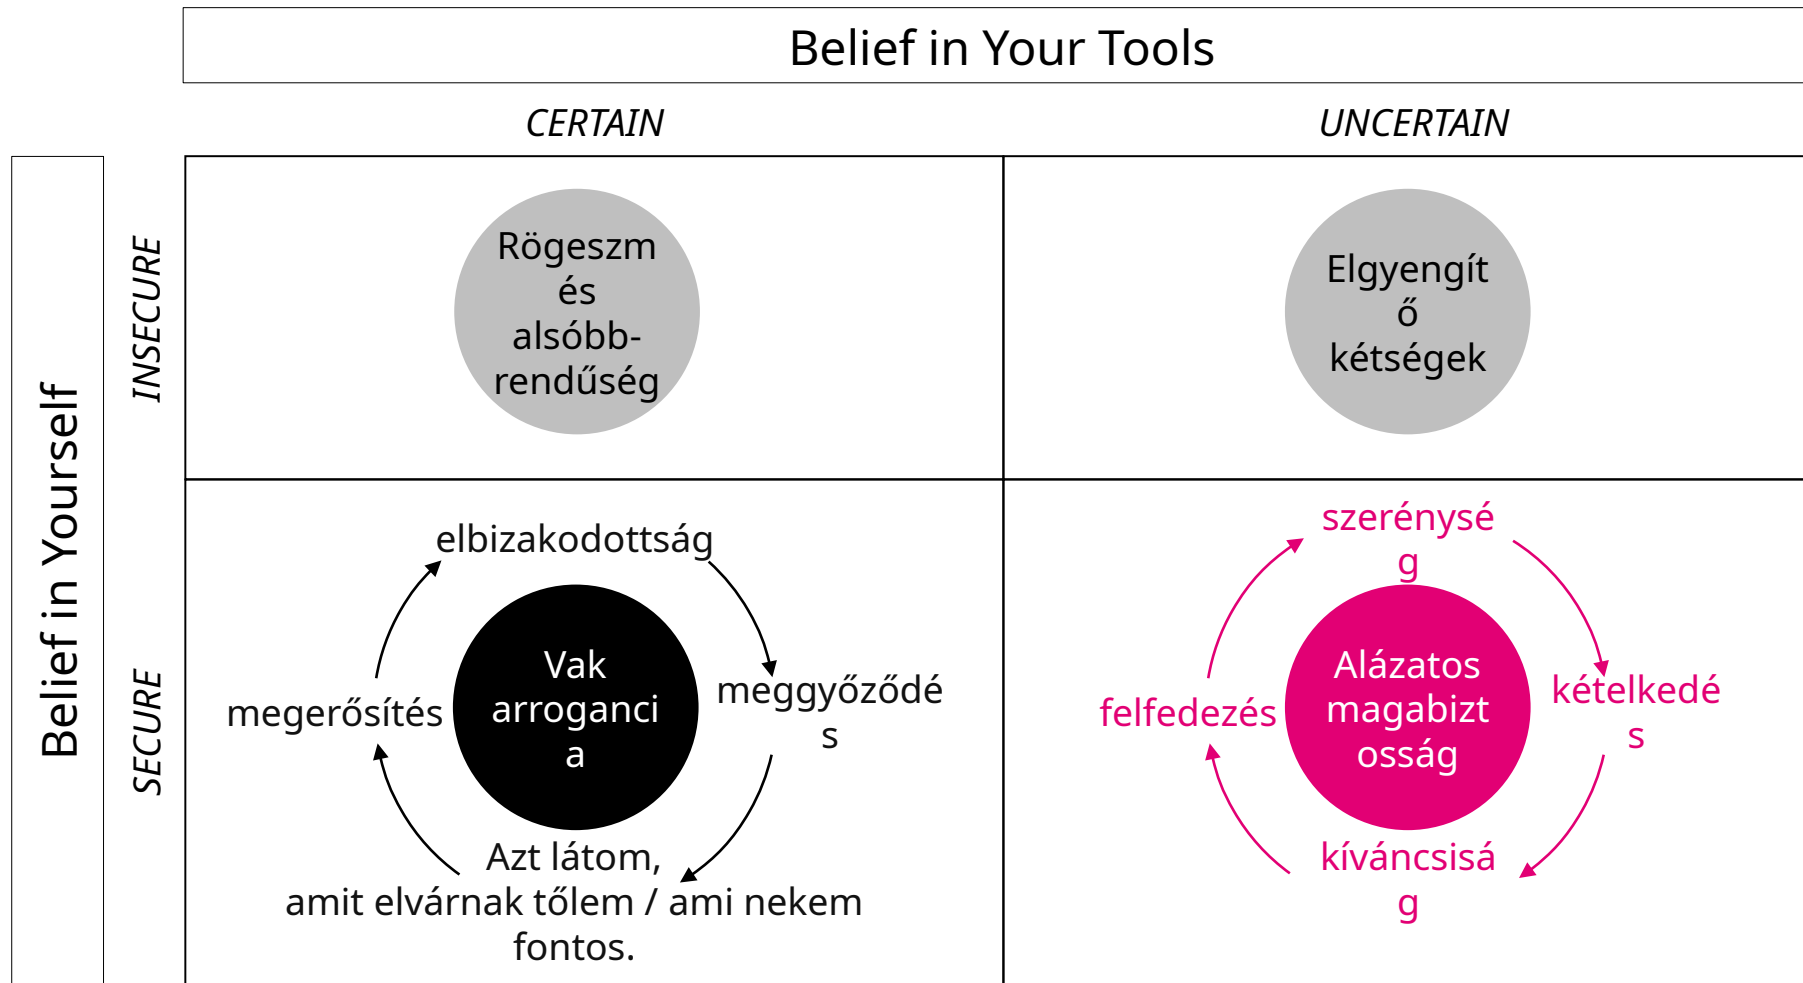 Belief in Your Tools
CERTAIN
UNCERTAIN
Belief in Yourself
INSECURE
SECURE
Rögeszm
és
alsóbb-
rendűség
Elgyengít
ő
kétségek
elbizakodottság
meggyőződé
s
Azt látom,
amit elvárnak tőlem / ami nekem
fontos.
megerősítés
Vak
arroganci
a
szerénysé
g
kételkedé
s
kíváncsisá
g
felfedezés
Alázatos
magabizt
osság